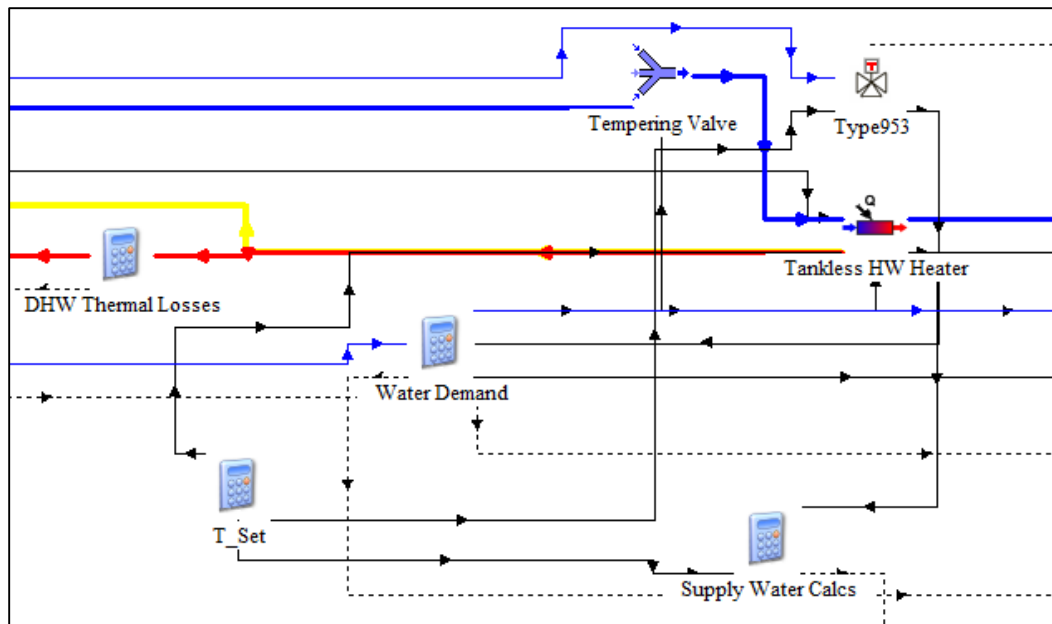 T
Tempering Valve
Type953
Q
Tankless HW Heater
DHW Thermal Losses
Water Demand
T_Set
Supply Water Calcs